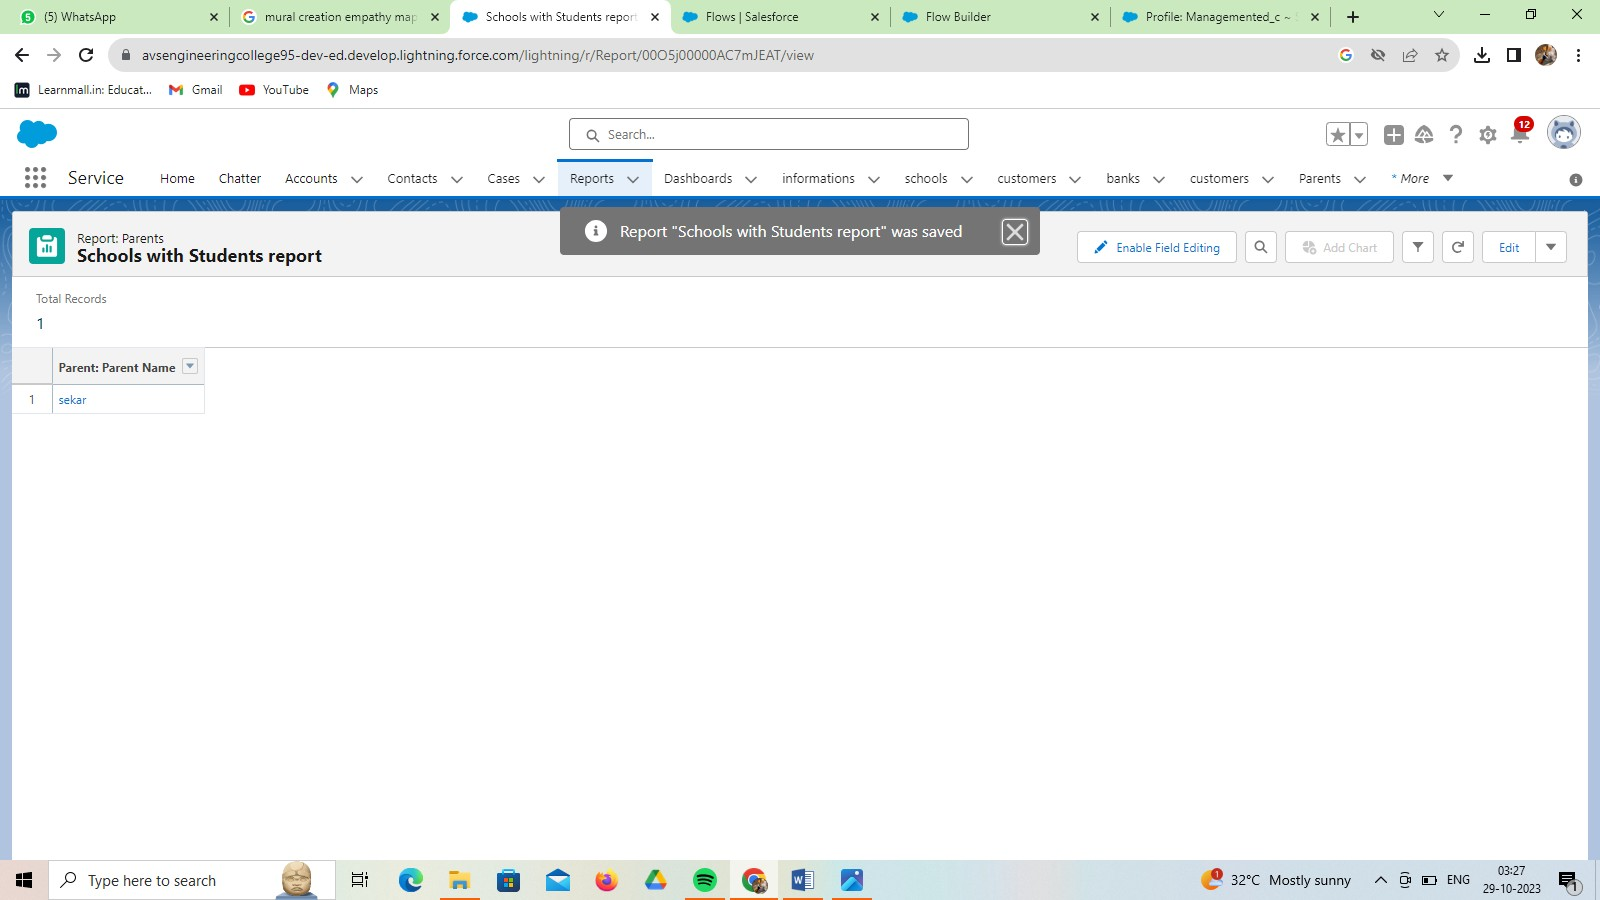 (5) WhatsApp
mural creation empathy map
Schools with Students report
Flows | Salesforce
Flow Builder
Profile: Managemented_c ~
avsengineeringcollege95-dev-ed.develop.lightning.force.com/lightning/r/Report/00O5j00000AC7mJEAT/view
Learnmall.in: Educat...
Gmail
YouTube
Maps
Search...
12
Service
Home
Chatter
Accounts
Contacts
Cases
Reports
Dashboards
informations
schools
customers
banks
customers
Parents
* More
Report: Parents
Schools with Students report
Report "Schools with Students report" was saved
Enable Field Editing
Add Chart
Edit
Total Records
1
Parent: Parent Name
1 sekar
Type here to search
1
32°C Mostly sunny
ENG
03:27
29-10-2023
1